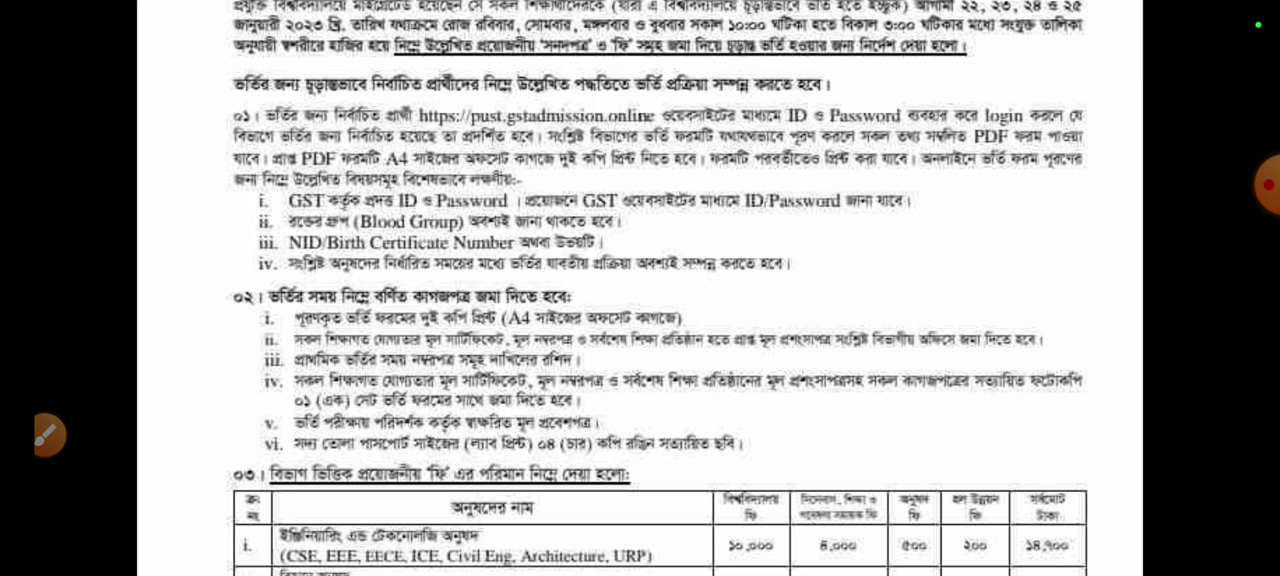 প্রযুক্তি বিশ্ববিদ্যালয়ে মাইগ্রেটেড হয়েছেন সে সকল শিক্ষার্থীদেরকে (যারা এ বিশ্ববিদ্যালয়ে চূড়ান্তভাবে ভর্তি হতে ইচ্ছুক) আগামী ২২, ২৩, ২৪ ও ২৫
জানুয়ারী ২০২৩ খ্রি. তারিখ যথাক্রমে রোজ রবিবার, সোমবার, মঙ্গলবার ও বুধবার সকাল ১০:০০ ঘটিকা হতে বিকাল ৩:০০ ঘটিকার মধ্যে সংযুক্ত তালিকা
অনুযায়ী স্বশরীরে হাজির হয়ে নিম্নে উল্লেখিত প্রয়োজনীয় 'সনদপত্র' ও 'ফি' সমূহ জমা দিয়ে চূড়ান্ত ভর্তি হওয়ার জন্য নির্দেশ দেয়া হলো।
ভর্তির জন্য চূড়ান্তভাবে নির্বাচিত প্রার্থীদের নিম্নে উল্লেখিত পদ্ধতিতে ভর্তি প্রক্রিয়া সম্পন্ন করতে হবে।
০১। ভর্তির জন্য নির্বাচিত প্রার্থী https://pust.gstadmission.online ওয়েবসাইটের মাধ্যমে ID ও Password ব্যবহার করে login করলে যে
বিভাগে ভর্তির জন্য নির্বাচিত হয়েছে তা প্রদর্শিত হবে। সংশ্লিষ্ট বিভাগের ভর্তি ফরমটি যথাযথভাবে পূরণ করলে সকল তথ্য সম্বলিত PDF ফরম পাওয়া
যাবে। প্রাপ্ত PDF ফরমটি A4 সাইজের অফসেট কাগজে দুই কপি প্রিন্ট নিতে হবে। ফরমটি পরবর্তীতেও প্রিন্ট করা যাবে। অনলাইনে ভর্তি ফরম পূরণের
জন্য নিম্নে উল্লেখিত বিষয়সমূহ বিশেষভাবে লক্ষণীয়:-
i. GST কর্তৃক প্রদত্ত ID ও Password । প্রয়োজনে GST ওয়েবসাইটের মাধ্যমে ID/Password জানা যাবে।
ii. রক্তের গ্রুপ (Blood Group) অবশ্যই জানা থাকতে হবে।
iii. NID/Birth Certificate Number অথবা উভয়টি।
iv. সংশ্লিষ্ট অনুষদের নির্ধারিত সময়ের মধ্যে ভর্তির যাবতীয় প্রক্রিয়া অবশ্যই সম্পন্ন করতে হবে।
০২। ভর্তির সময় নিম্নে বর্ণিত কাগজপত্র জমা দিতে হবে:
i. পূরণকৃত ভর্তি ফরমের দুই কপি প্রিন্ট (A4 সাইজের অফসেট কাগজে)
ii. সকল শিক্ষাগত যোগ্যতার মূল সার্টিফিকেট, মূল নম্বরপত্র ও সর্বশেষ শিক্ষা প্রতিষ্ঠান হতে প্রাপ্ত মূল প্রশংসাপত্র সংশ্লিষ্ট বিভাগীয় অফিসে জমা দিতে হবে।
iii. প্রাথমিক ভর্তির সময় নম্বরপত্র সমূহ দাখিলের রশিদ।
iv. সকল শিক্ষাগত যোগ্যতার মূল সার্টিফিকেট, মূল নম্বরপত্র ও সর্বশেষ শিক্ষা প্রতিষ্ঠানের মূল প্রশংসাপত্রসহ সকল কাগজপত্রের সত্যায়িত ফটোকপি
০১ (এক) সেট ভর্তি ফরমের সাথে জমা দিতে হবে।
v. ভর্তি পরীক্ষায় পরিদর্শক কর্তৃক স্বাক্ষরিত মূল প্রবেশপত্র।
vi. সদ্য তোলা পাসপোর্ট সাইজের (ল্যাব প্রিন্ট) ০৪ (চার) কপি রঙ্গিন সত্যায়িত ছবি।
০৩। বিভাগ ভিত্তিক প্রয়োজনীয় 'ফি' এর পরিমান নিম্নে দেয়া হলো:
ক্র: নং অনুষদের নাম বিশ্ববিদ্যালয় ফি সিলেবাস, শিক্ষা ও গবেষণা সহায়ক ফি অনুষদ ফি হল উন্নয়ন ফি সর্বমোট টাকা
i. ইঞ্জিনিয়ারিং এন্ড টেকনোলজি অনুষদ
(CSE, EEE, EECE, ICE, Civil Eng, Architecture, URP) ১০,০০০ ৪,০০০ ৫০০ ২০০ ১৪,৭০০